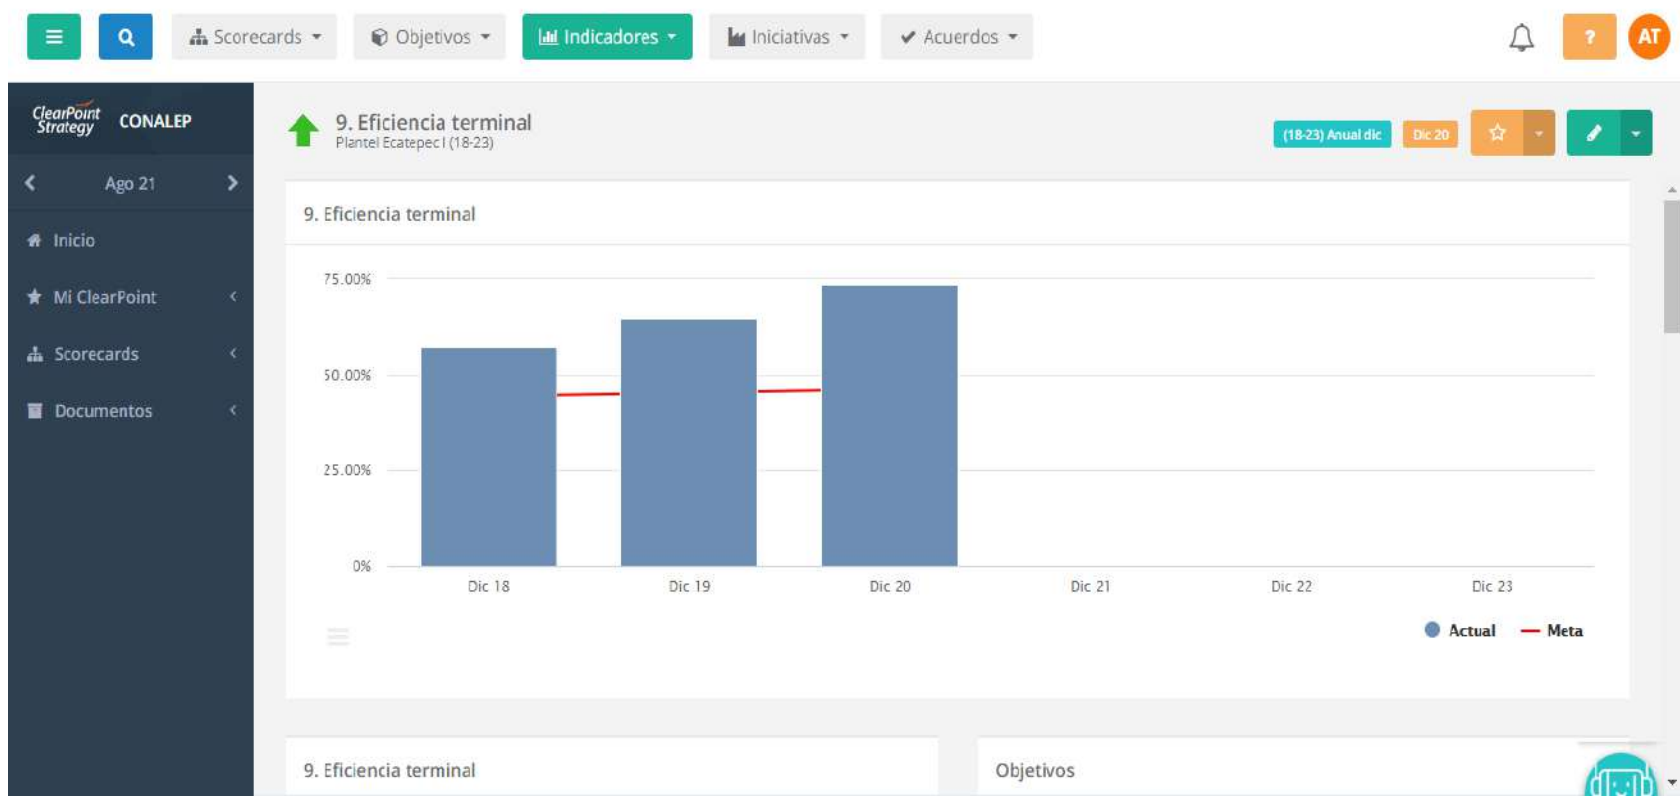 Scorecards
Objetivos
Indicadores
Iniciativas
Acuerdos
?
AT
ClearPoint
Strategy
CONALEP
9. Eficiencia terminal
Plantel Ecatepec I (18-23)
(18-23) Anual dic
Dic 20
Ago 21
Inicio
Mi ClearPoint
Scorecards
Documentos
9. Eficiencia terminal
75.00%
50.00%
25.00%
0%
Dic 18
Dic 19
Dic 20
Dic 21
Dic 22
Dic 23
Actual
Meta
9. Eficiencia terminal
Objetivos